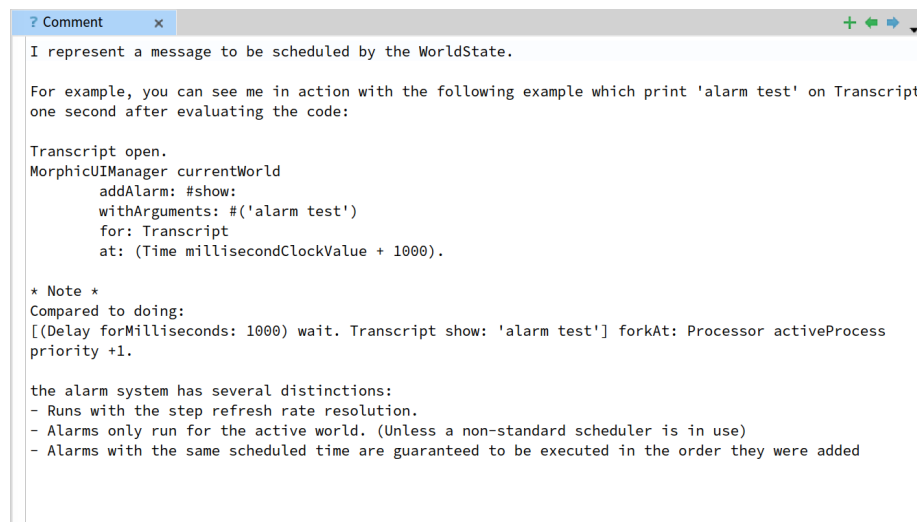 ? Comment ×
I represent a message to be scheduled by the WorldState.
For example, you can see me in action with the following example which print 'alarm test' on Transcript
one second after evaluating the code:
Transcript open.
MorphicUIManager currentWorld
addAlarm: #show:
withArguments: #('alarm test')
for: Transcript
at: (Time millisecondClockValue + 1000).
* Note *
Compared to doing:
[(Delay forMilliseconds: 1000) wait. Transcript show: 'alarm test'] forkAt: Processor activeProcess
priority +1.
the alarm system has several distinctions:
- Runs with the step refresh rate resolution.
- Alarms only run for the active world. (Unless a non-standard scheduler is in use)
- Alarms with the same scheduled time are guaranteed to be executed in the order they were added